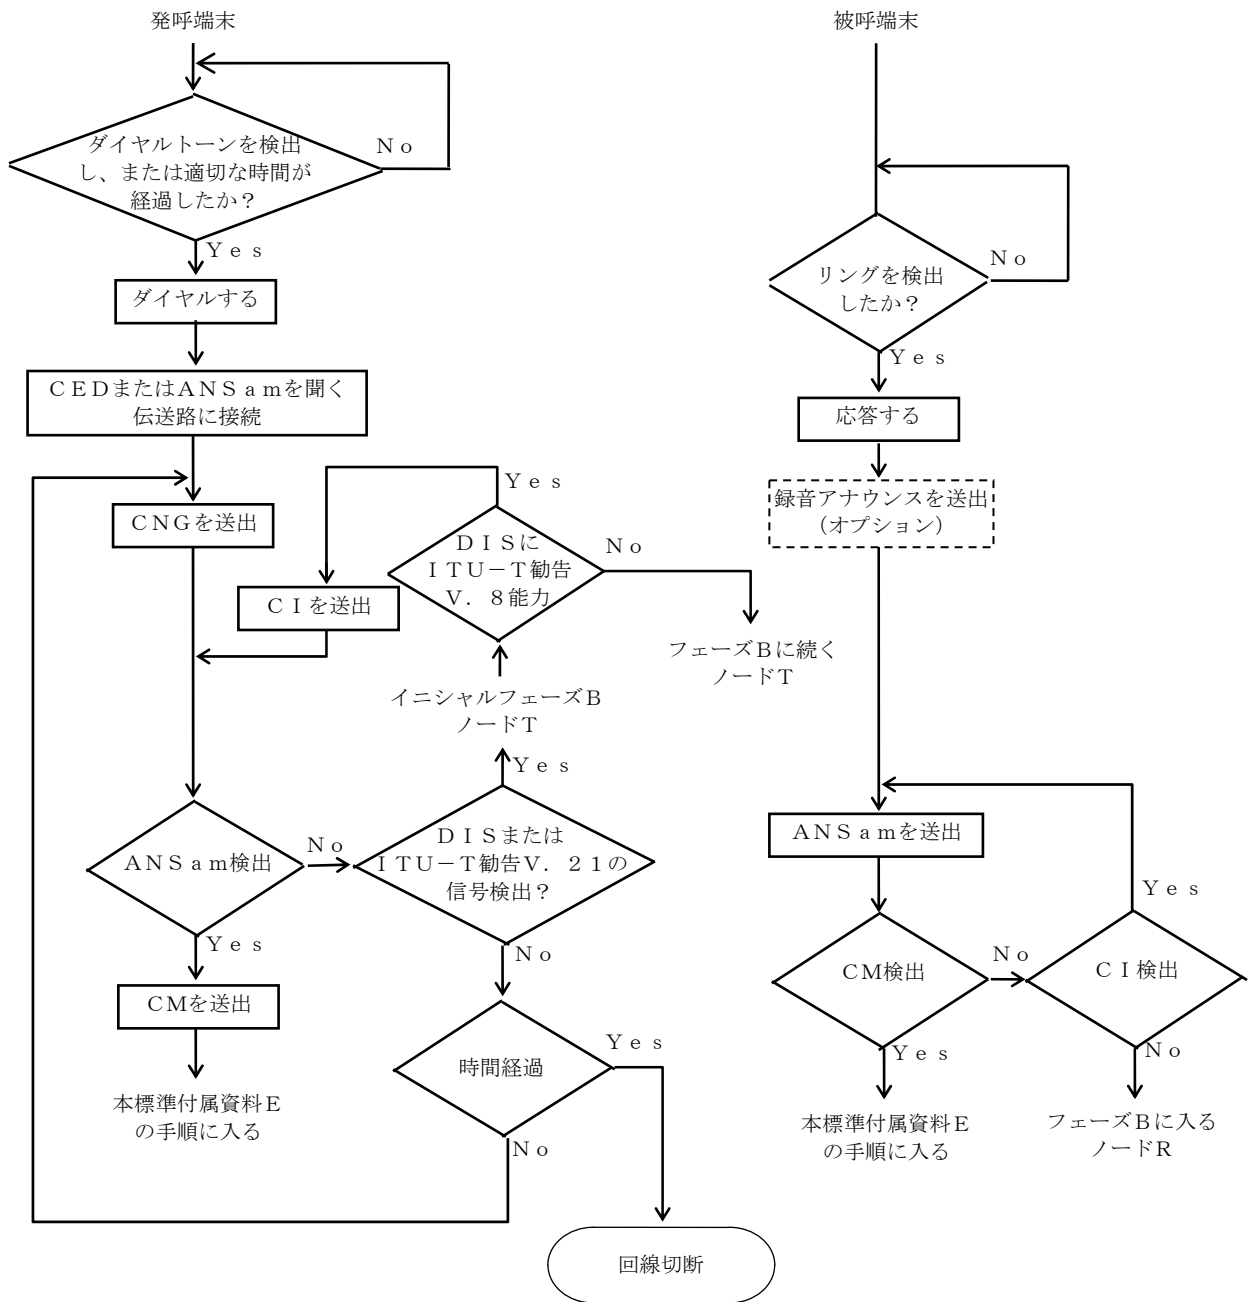 発呼端末
ダイヤルトーンを検出
し、または適切な時間が
経過したか？
No
Yes
ダイヤルする
CEDまたはANSamを聞く
伝送路に接続
CNGを送出
CIを送出
Yes
DISに
ITU－T勧告
V．8能力
No
フェーズBに続く
ノードT
イニシャルフェーズB
ノードT
Yes
ANSam検出
No
DISまたは
ITU－T勧告V．21の
信号検出？
Yes
No
CMを送出
本標準付属資料E
の手順に入る
時間経過
Yes
No
回線切断
被呼端末
リングを検出
したか？
No
Yes
応答する
録音アナウンスを送出
（オプション）
ANSamを送出
CM検出
No
Yes
CI検出
Yes
No
本標準付属資料E
の手順に入る
フェーズBに入る
ノードR